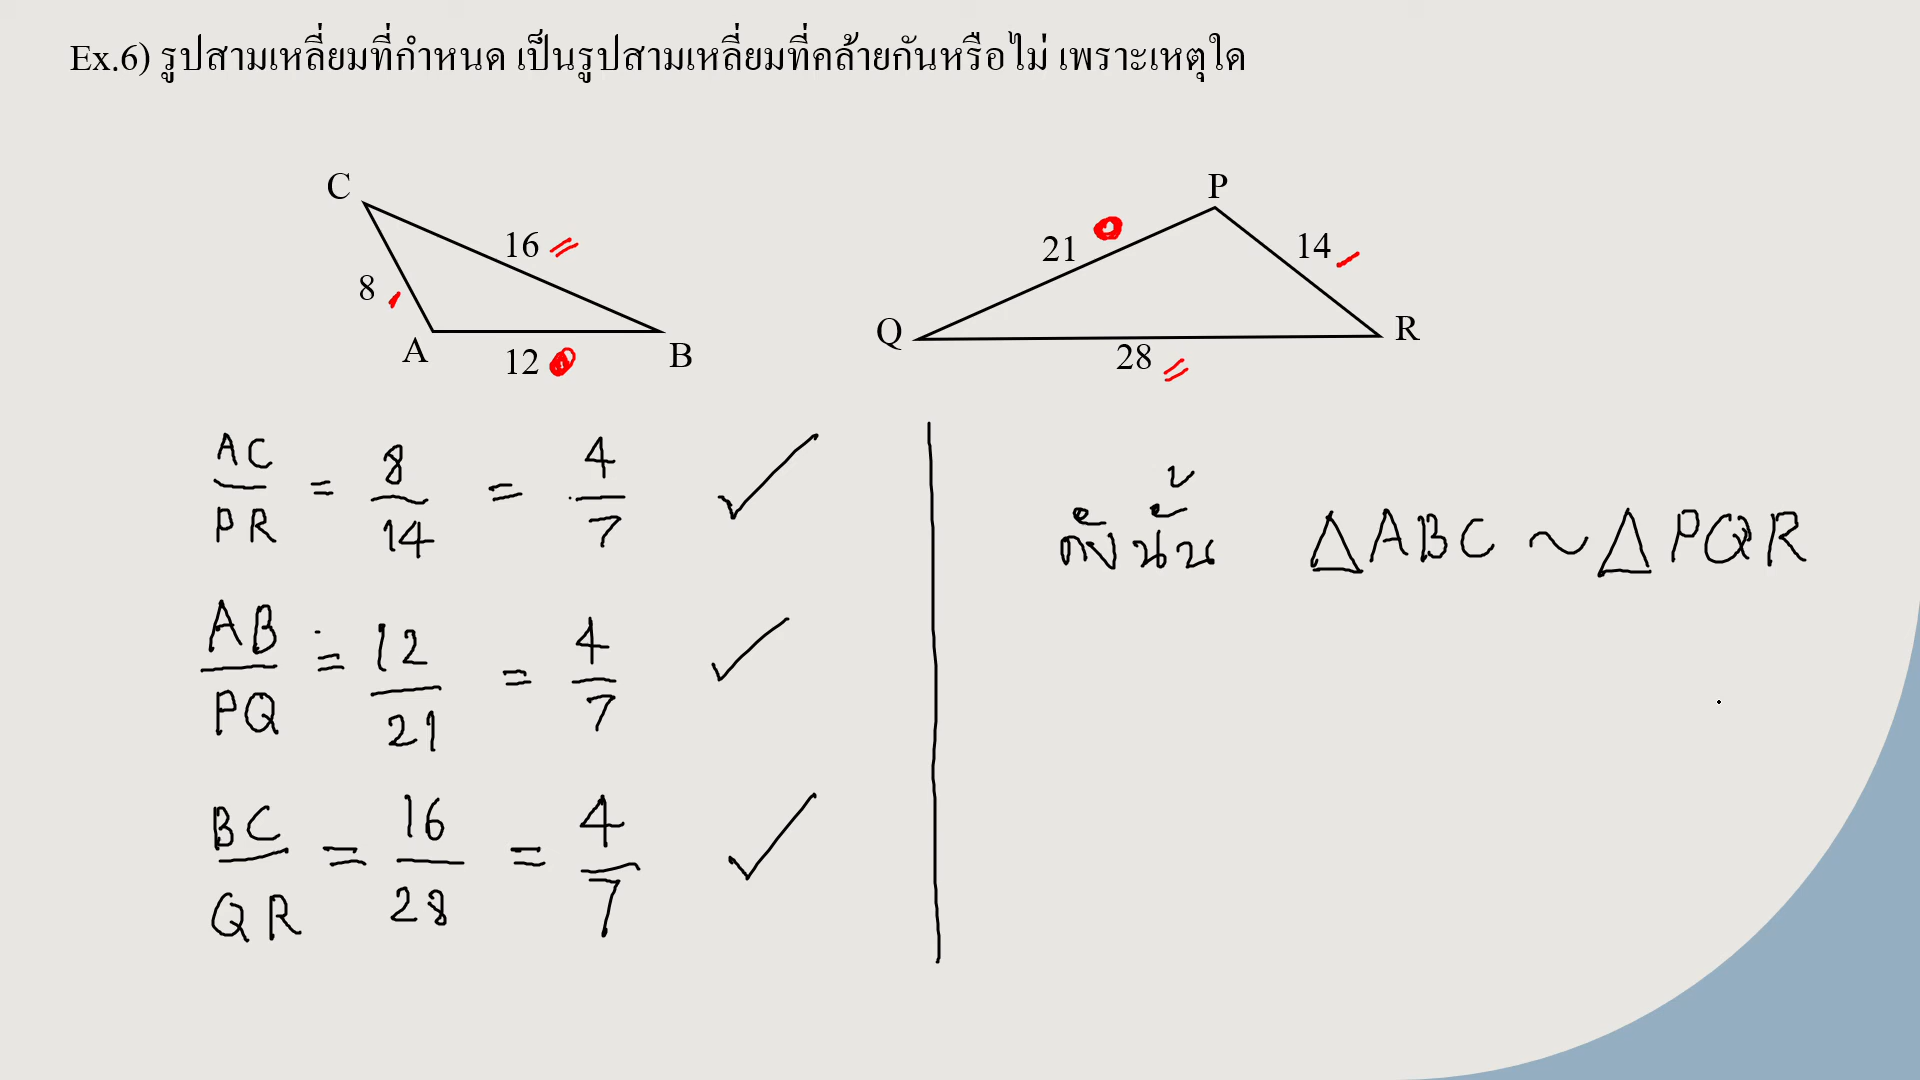 Ex.6) รูปสามเหลี่ยมที่กำหนด เป็นรูปสามเหลี่ยมที่คล้ายกันหรือไม่ เพราะเหตุใด
C
16
8
A
12
B
P
21
14
Q
R
28
AC/PR = 8/14 = 4/7 ✓
AB/PQ = 12/21 = 4/7 ✓
BC/QR = 16/28 = 4/7 ✓
ดังนั้น △ABC ~ △PQR